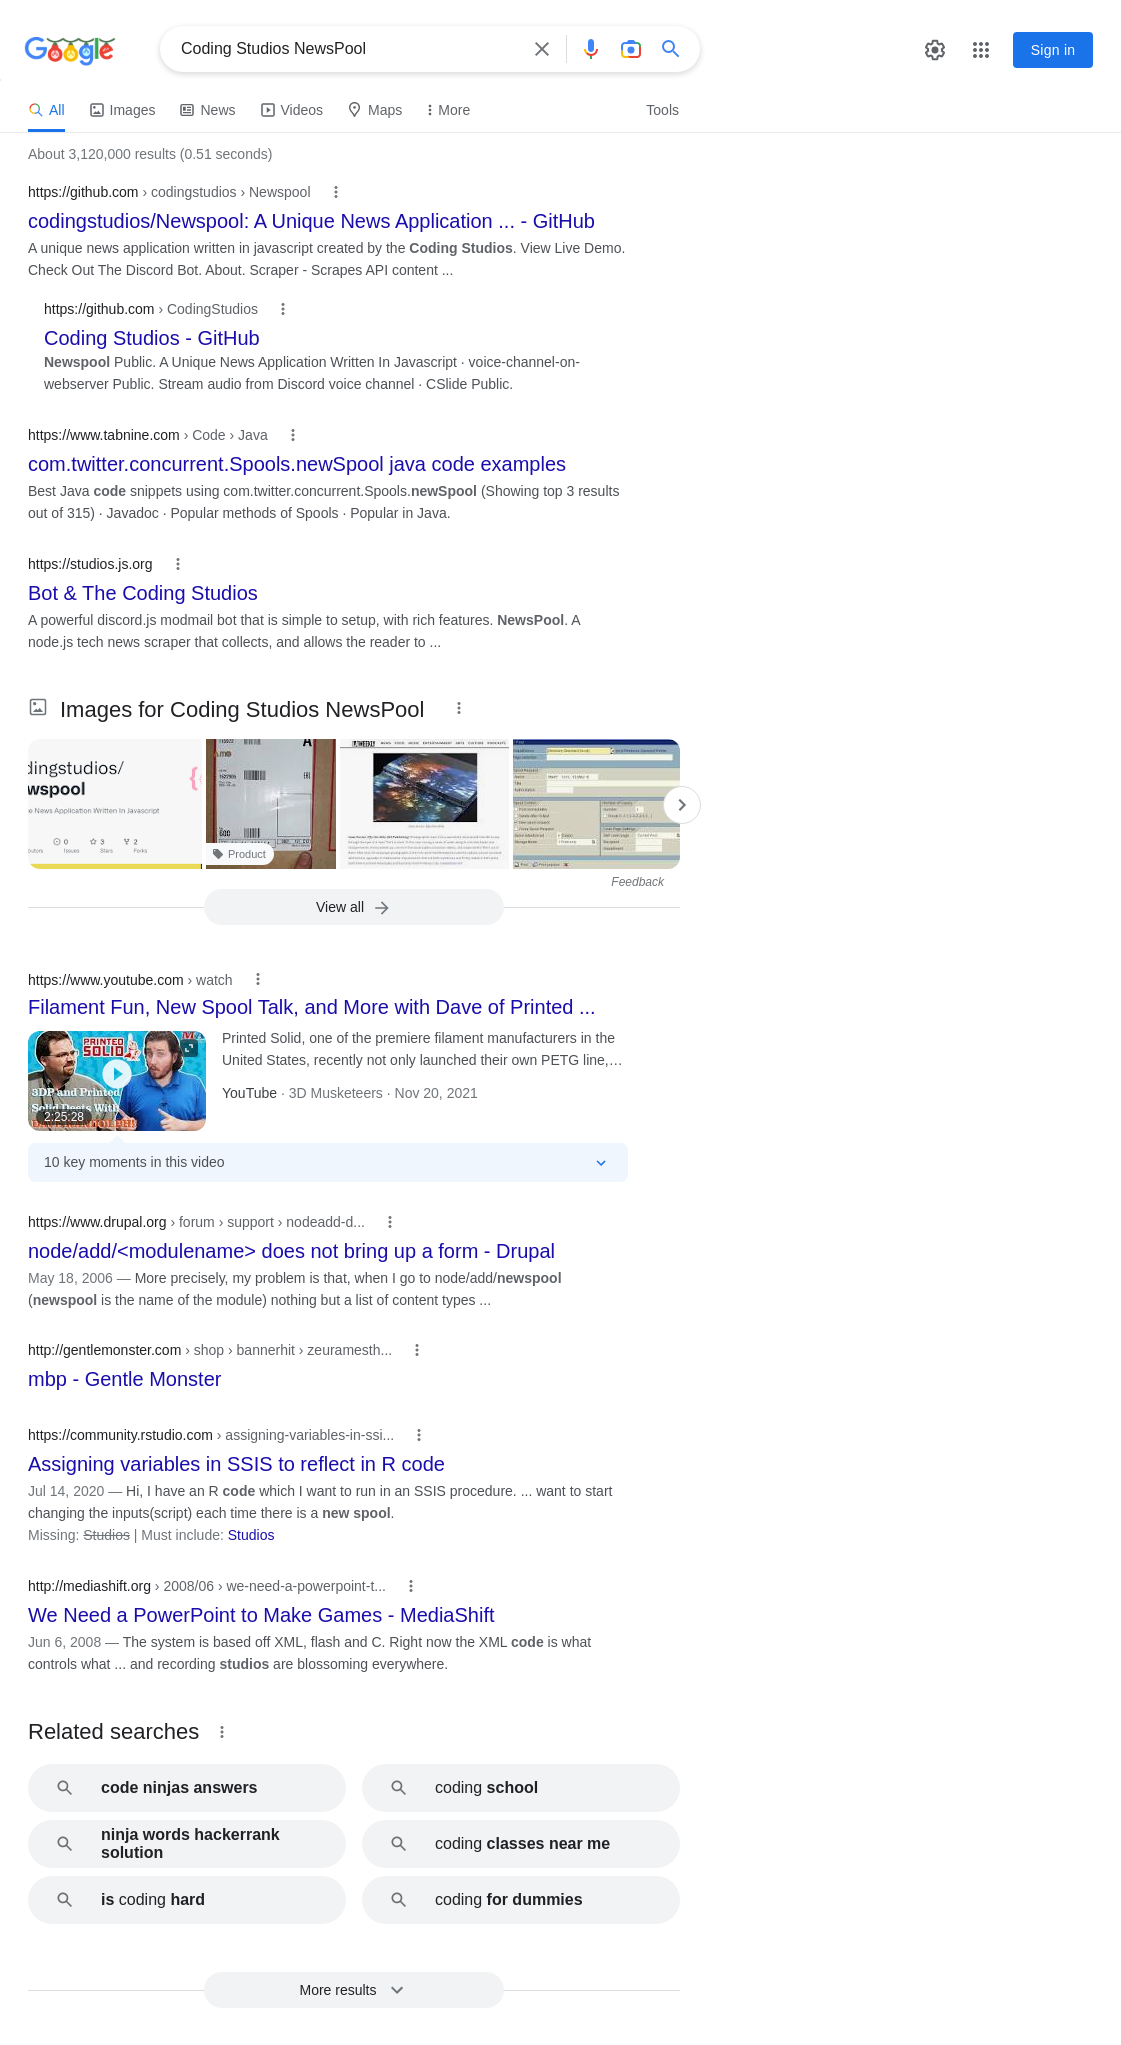 Google
Coding Studios NewsPool
Sign in
All
Images
News
Videos
Maps
More
Tools
About 3,120,000 results (0.51 seconds)
https://github.com › codingstudios › Newspool
codingstudios/Newspool: A Unique News Application ... - GitHub
A unique news application written in javascript created by the Coding Studios. View Live Demo.
Check Out The Discord Bot. About. Scraper - Scrapes API content ...
https://github.com › CodingStudios
Coding Studios - GitHub
Newspool Public. A Unique News Application Written In Javascript · voice-channel-on-
webserver Public. Stream audio from Discord voice channel · CSlide Public.
https://www.tabnine.com › Code › Java
com.twitter.concurrent.Spools.newSpool java code examples
Best Java code snippets using com.twitter.concurrent.Spools.newSpool (Showing top 3 results
out of 315) · Javadoc · Popular methods of Spools · Popular in Java.
https://studios.js.org
Bot & The Coding Studios
A powerful discord.js modmail bot that is simple to setup, with rich features. NewsPool. A
node.js tech news scraper that collects, and allows the reader to ...
Images for Coding Studios NewsPool
dingstudios/
wspool
e News Application Written In Javascript
0
3
2
Issues
Stars
Forks
Product
Feedback
View all
https://www.youtube.com › watch
Filament Fun, New Spool Talk, and More with Dave of Printed ...
PRINTED
SOLID
3DP and Printed
Solid Deets With
2:25:28
Printed Solid, one of the premiere filament manufacturers in the
United States, recently not only launched their own PETG line,…
YouTube · 3D Musketeers · Nov 20, 2021
10 key moments in this video
https://www.drupal.org › forum › support › nodeadd-d...
node/add/<modulename> does not bring up a form - Drupal
May 18, 2006 — More precisely, my problem is that, when I go to node/add/newspool
(newspool is the name of the module) nothing but a list of content types ...
http://gentlemonster.com › shop › bannerhit › zeuramesth...
mbp - Gentle Monster
https://community.rstudio.com › assigning-variables-in-ssi...
Assigning variables in SSIS to reflect in R code
Jul 14, 2020 — Hi, I have an R code which I want to run in an SSIS procedure. ... want to start
changing the inputs(script) each time there is a new spool.
Missing: Studios | Must include: Studios
http://mediashift.org › 2008/06 › we-need-a-powerpoint-t...
We Need a PowerPoint to Make Games - MediaShift
Jun 6, 2008 — The system is based off XML, flash and C. Right now the XML code is what
controls what ... and recording studios are blossoming everywhere.
Related searches
code ninjas answers
coding school
ninja words hackerrank
solution
coding classes near me
is coding hard
coding for dummies
More results